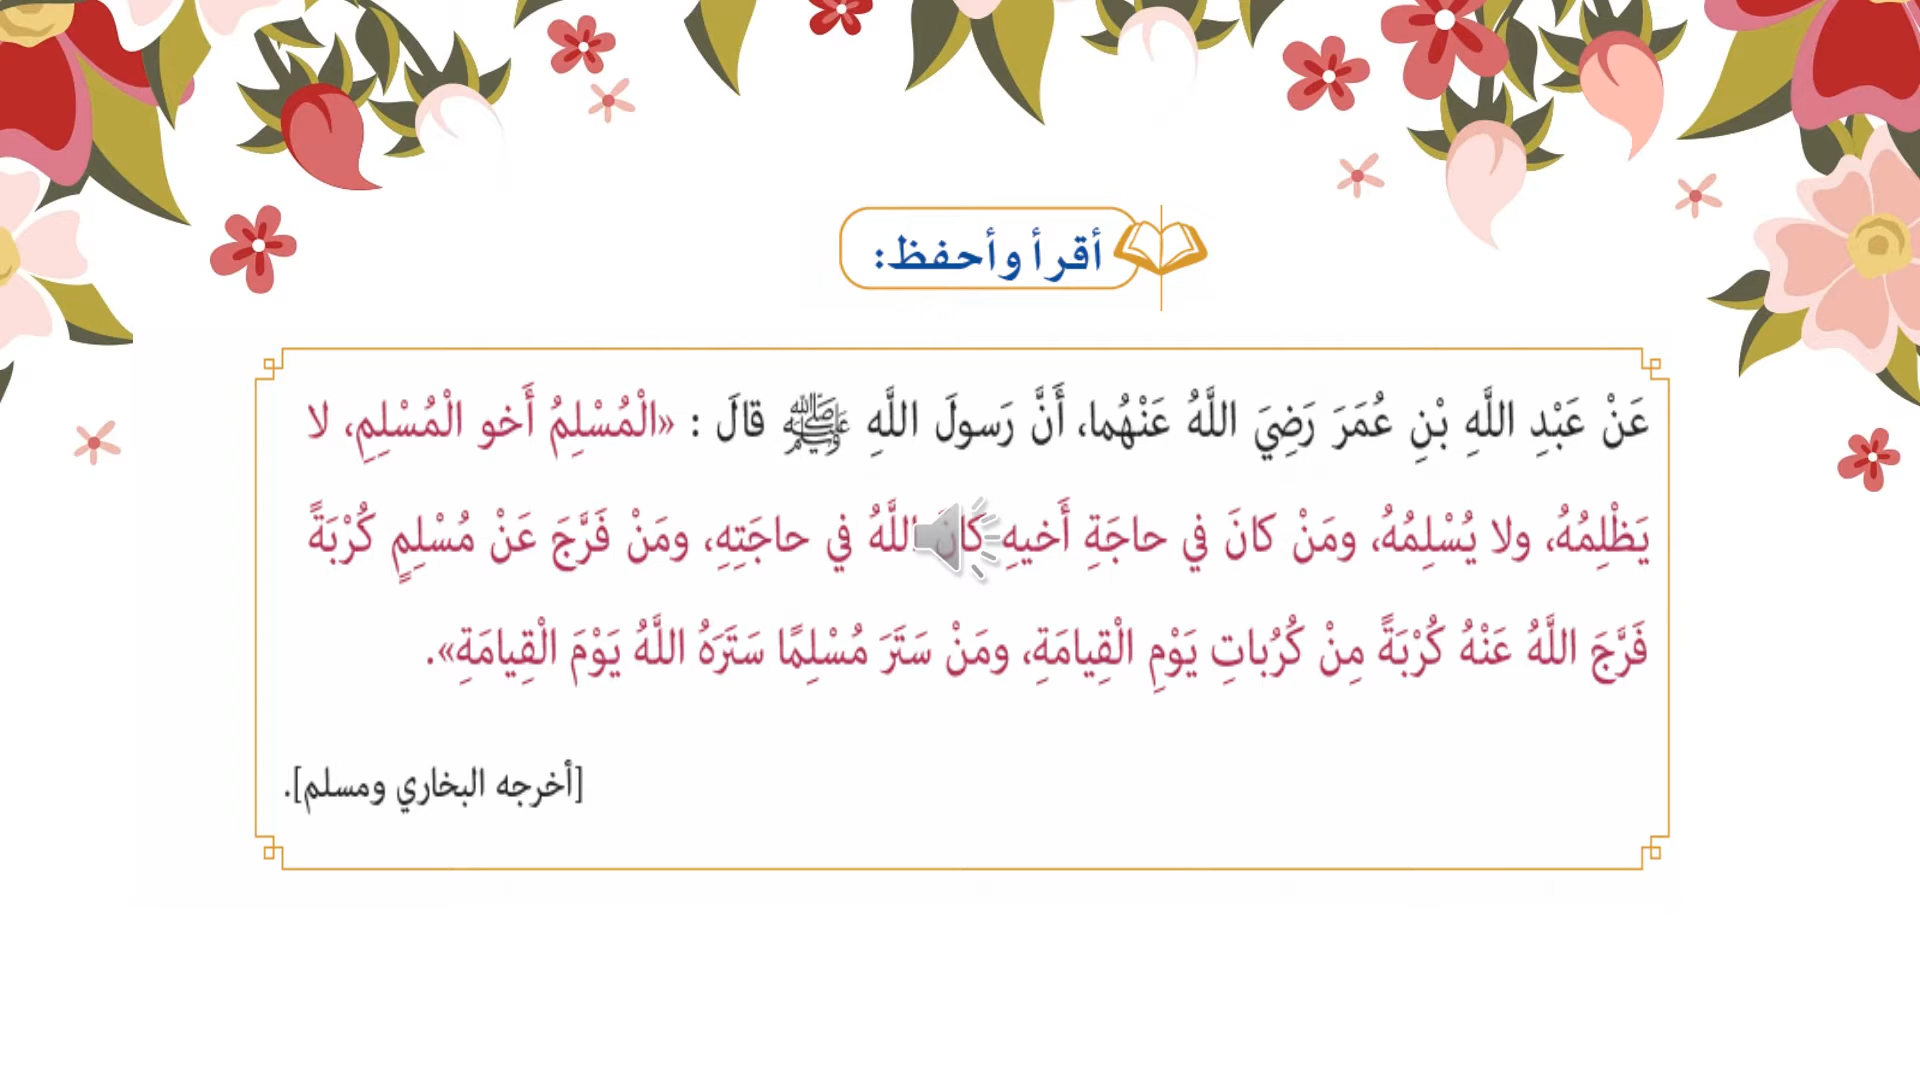 أقرأ وأحفظ:
عَنْ عَبْدِ اللَّهِ بْنِ عُمَرَ رَضِيَ اللَّهُ عَنْهُما، أَنَّ رَسولَ اللَّهِ ﷺ قالَ : «الْمُسْلِمُ أَخو الْمُسْلِمِ، لا
يَظْلِمُهُ، ولا يُسْلِمُهُ، ومَنْ كانَ في حاجَةِ أَخيهِ كانَ اللَّهُ في حاجَتِهِ، ومَنْ فَرَّجَ عَنْ مُسْلِمٍ كُرْبَةً
فَرَّجَ اللَّهُ عَنْهُ كُرْبَةً مِنْ كُرُباتِ يَوْمِ الْقِيامَةِ، ومَنْ سَتَرَ مُسْلِمًا سَتَرَهُ اللَّهُ يَوْمَ الْقِيامَةِ».
[أخرجه البخاري ومسلم].